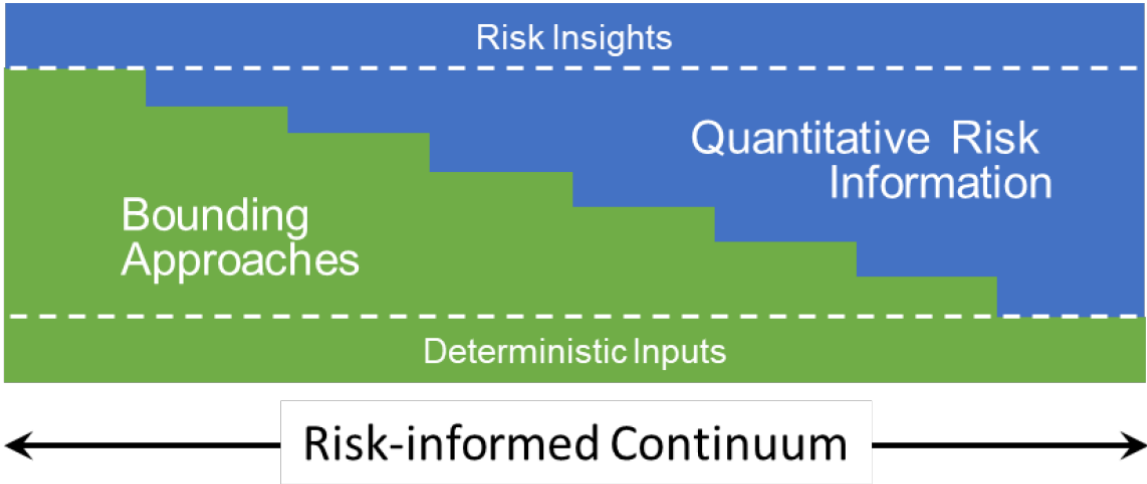 Risk Insights
Quantitative Risk
Information
Bounding
Approaches
Deterministic Inputs
Risk-informed Continuum